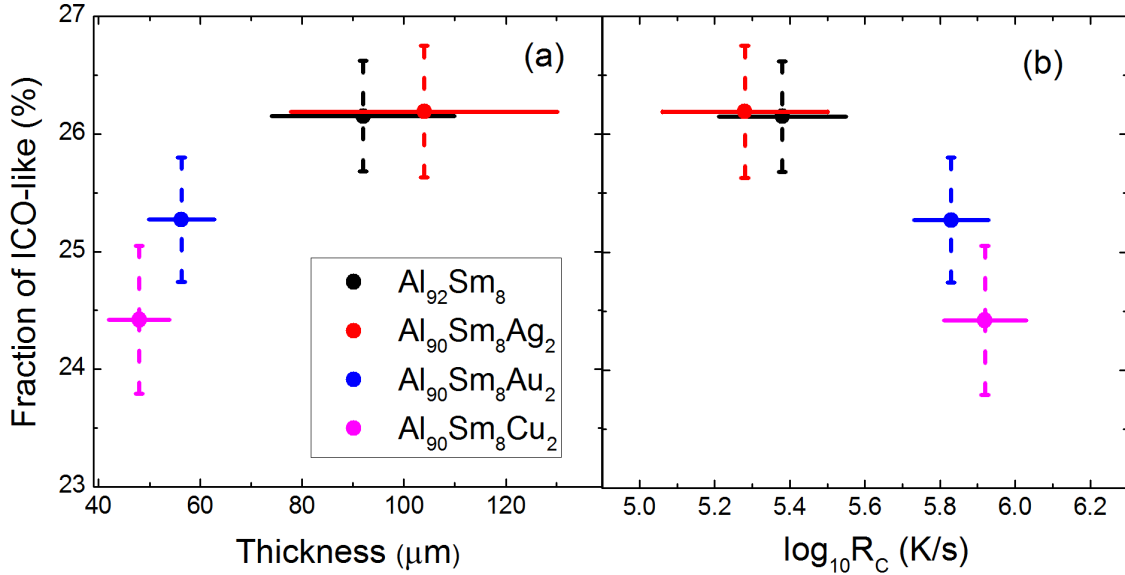 Fraction of ICO-like (%)
27
26
25
24
23
(a)
Al₉₂Sm₈
Al₉₀Sm₈Ag₂
Al₉₀Sm₈Au₂
Al₉₀Sm₈Cu₂
40 60 80 100 120
Thickness (μm)
(b)
5.0 5.2 5.4 5.6 5.8 6.0 6.2
log₁₀R_C (K/s)